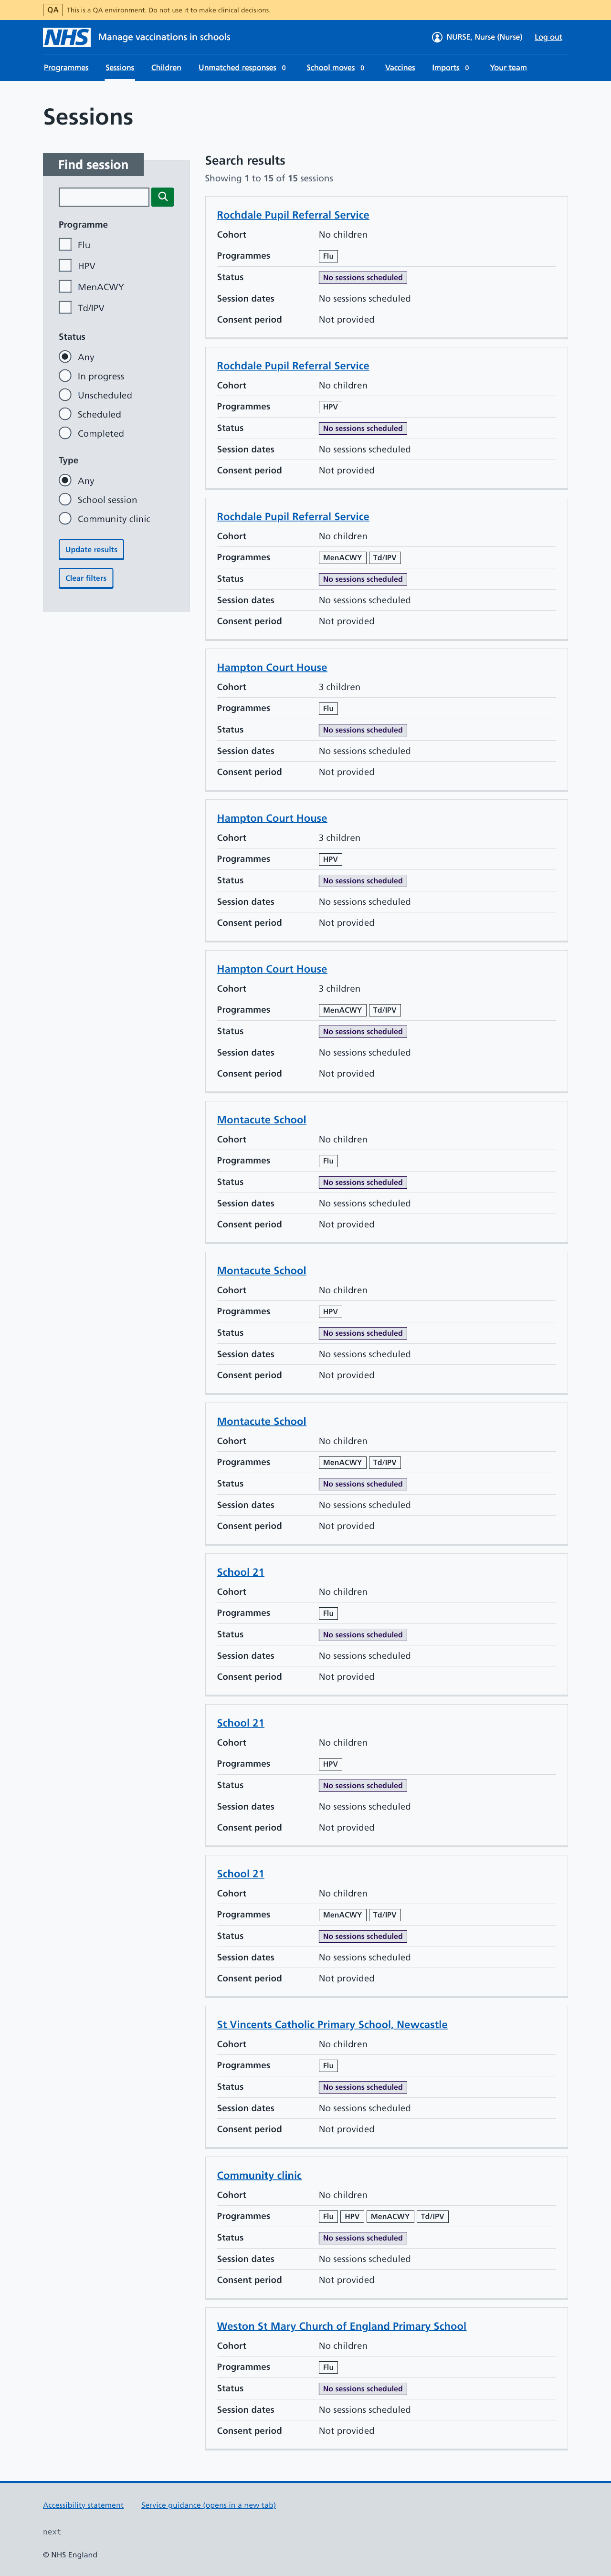 QA This is a QA environment. Do not use it to make clinical decisions.
NHS Manage vaccinations in schools NURSE, Nurse (Nurse) Log out
Programmes Sessions Children Unmatched responses 0 School moves 0 Vaccines Imports 0 Your team
Sessions
Find session
Programme
Flu
HPV
MenACWY
Td/IPV
Status
Any
In progress
Unscheduled
Scheduled
Completed
Type
Any
School session
Community clinic
Update results
Clear filters
Search results
Showing 1 to 15 of 15 sessions
Rochdale Pupil Referral Service
Cohort No children
Programmes Flu
Status No sessions scheduled
Session dates No sessions scheduled
Consent period Not provided
Rochdale Pupil Referral Service
Cohort No children
Programmes HPV
Status No sessions scheduled
Session dates No sessions scheduled
Consent period Not provided
Rochdale Pupil Referral Service
Cohort No children
Programmes MenACWY Td/IPV
Status No sessions scheduled
Session dates No sessions scheduled
Consent period Not provided
Hampton Court House
Cohort 3 children
Programmes Flu
Status No sessions scheduled
Session dates No sessions scheduled
Consent period Not provided
Hampton Court House
Cohort 3 children
Programmes HPV
Status No sessions scheduled
Session dates No sessions scheduled
Consent period Not provided
Hampton Court House
Cohort 3 children
Programmes MenACWY Td/IPV
Status No sessions scheduled
Session dates No sessions scheduled
Consent period Not provided
Montacute School
Cohort No children
Programmes Flu
Status No sessions scheduled
Session dates No sessions scheduled
Consent period Not provided
Montacute School
Cohort No children
Programmes HPV
Status No sessions scheduled
Session dates No sessions scheduled
Consent period Not provided
Montacute School
Cohort No children
Programmes MenACWY Td/IPV
Status No sessions scheduled
Session dates No sessions scheduled
Consent period Not provided
School 21
Cohort No children
Programmes Flu
Status No sessions scheduled
Session dates No sessions scheduled
Consent period Not provided
School 21
Cohort No children
Programmes HPV
Status No sessions scheduled
Session dates No sessions scheduled
Consent period Not provided
School 21
Cohort No children
Programmes MenACWY Td/IPV
Status No sessions scheduled
Session dates No sessions scheduled
Consent period Not provided
St Vincents Catholic Primary School, Newcastle
Cohort No children
Programmes Flu
Status No sessions scheduled
Session dates No sessions scheduled
Consent period Not provided
Community clinic
Cohort No children
Programmes Flu HPV MenACWY Td/IPV
Status No sessions scheduled
Session dates No sessions scheduled
Consent period Not provided
Weston St Mary Church of England Primary School
Cohort No children
Programmes Flu
Status No sessions scheduled
Session dates No sessions scheduled
Consent period Not provided
Accessibility statement Service guidance (opens in a new tab)
next
© NHS England